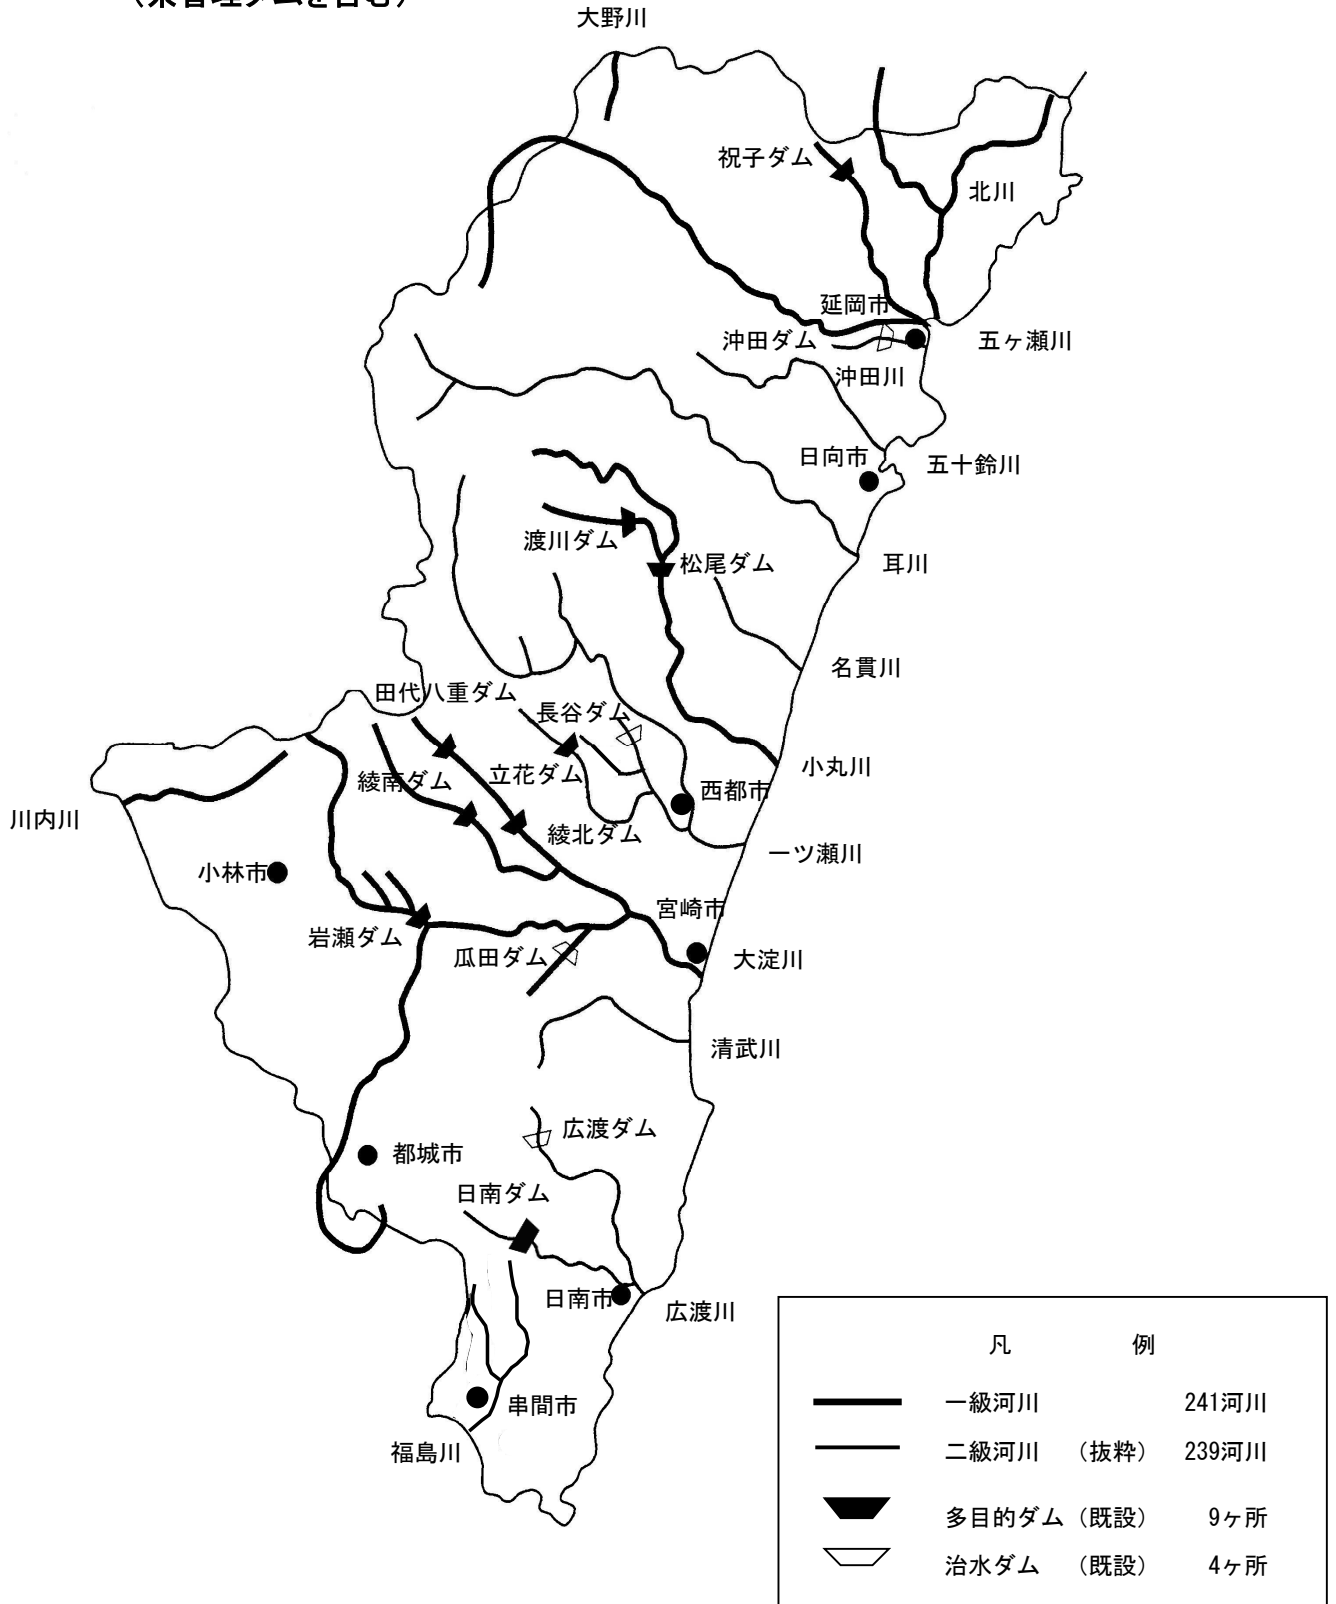 大野川
祝子ダム
北川
延岡市
沖田ダム
五ヶ瀬川
沖田川
日向市
五十鈴川
渡川ダム
松尾ダム
耳川
名貫川
田代八重ダム
長谷ダム
小丸川
綾南ダム
立花ダム
西都市
川内川
綾北ダム
一ツ瀬川
小林市
宮崎市
岩瀬ダム
瓜田ダム
大淀川
清武川
広渡ダム
都城市
日南ダム
日南市
広渡川
串間市
福島川
凡 例
一級河川 241河川
二級河川 （抜粋） 239河川
多目的ダム（既設） 9ヶ所
治水ダム （既設） 4ヶ所